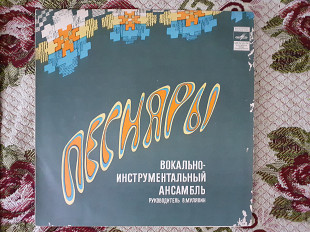 ПЕСНЯРЫ
ВОКАЛЬНО-
ИНСТРУМЕНТАЛЬНЫЙ
АНСАМБЛЬ
РУКОВОДИТЕЛЬ В.МУЛЯВИН